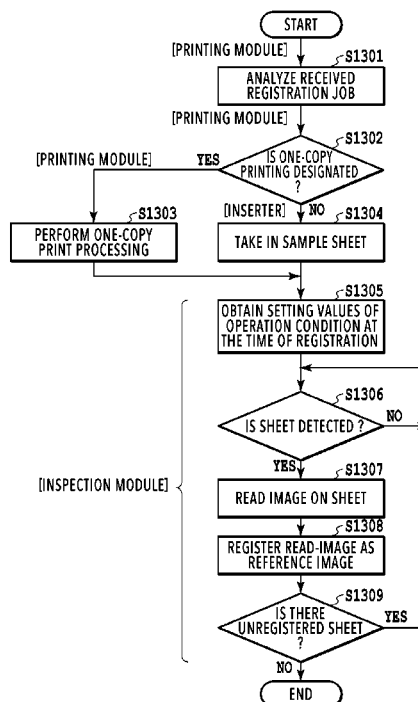 START
[PRINTING MODULE]
S1301
ANALYZE RECEIVED
REGISTRATION JOB
[PRINTING MODULE]
S1302
IS ONE-COPY
PRINTING DESIGNATED
?
YES
[PRINTING MODULE]
NO
[INSERTER]
S1303
PERFORM ONE-COPY
PRINT PROCESSING
S1304
TAKE IN SAMPLE SHEET
S1305
OBTAIN SETTING VALUES OF
OPERATION CONDITION AT
THE TIME OF REGISTRATION
S1306
IS SHEET DETECTED ?
NO
YES
[INSPECTION MODULE]
S1307
READ IMAGE ON SHEET
S1308
REGISTER READ-IMAGE AS
REFERENCE IMAGE
S1309
IS THERE
UNREGISTERED SHEET
?
YES
NO
END